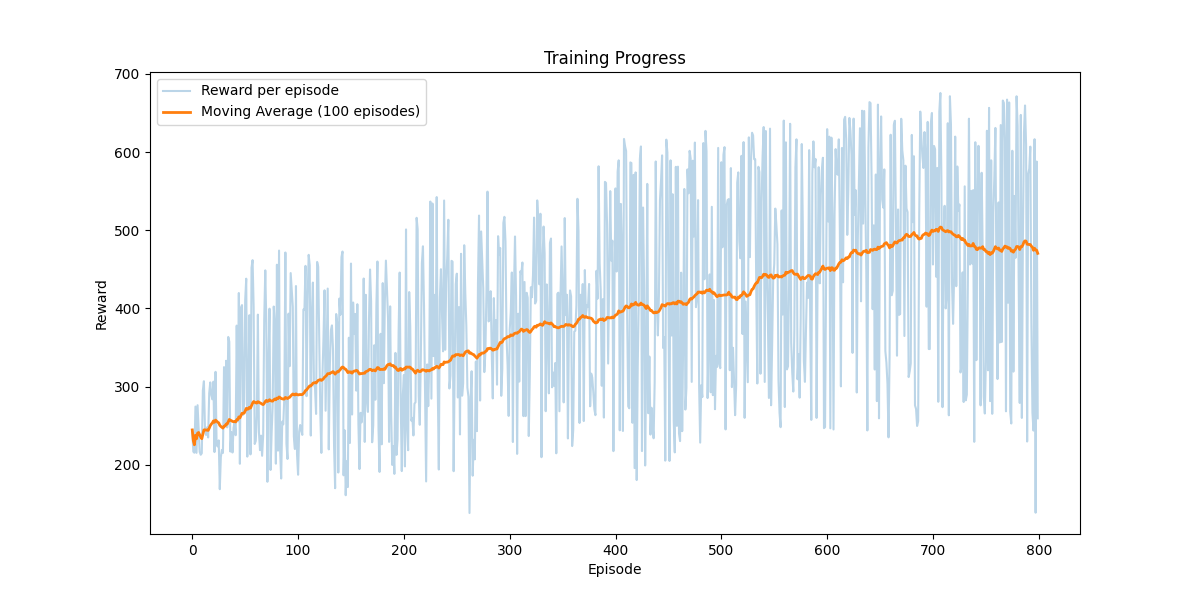 Training Progress
Reward per episode
Moving Average (100 episodes)
700
600
500
400
300
200
Reward
0 100 200 300 400 500 600 700 800
Episode